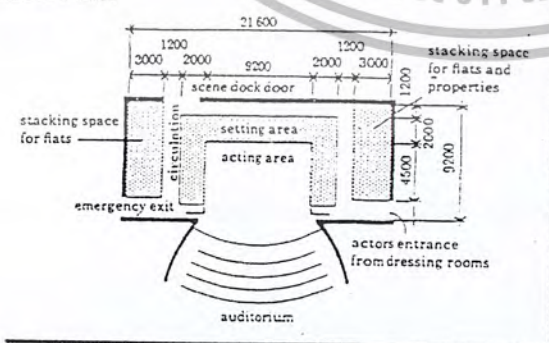 21 600
1200
1200
3000
2000
9200
2000
3000
scene dock door
stacking space
for flats and
properties
1200
2000
4500
9200
stacking space
for flats
circulation
setting area
acting area
emergency exit
actors entrance
from dressing rooms
auditorium